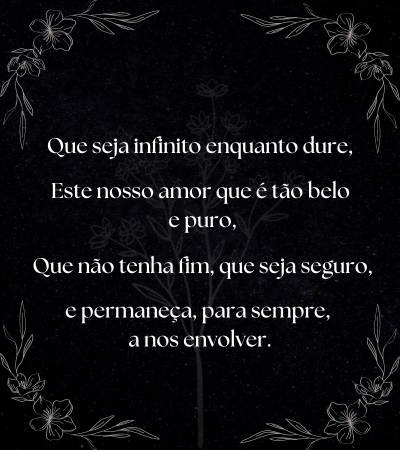 Que seja infinito enquanto dure,
Este nosso amor que é tão belo
e puro,
Que não tenha fim, que seja seguro,
e permaneça, para sempre,
a nos envolver.